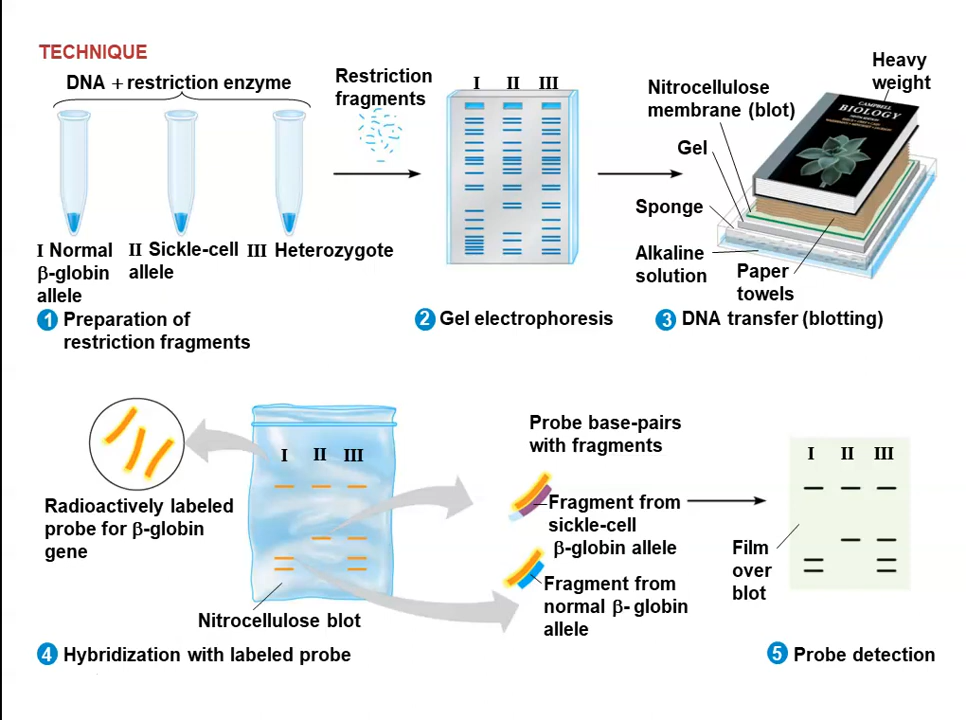 TECHNIQUE
DNA + restriction enzyme
Restriction
fragments
I II III
Nitrocellulose
membrane (blot)
Heavy
weight
CAMPBELL
BIOLOGY
Gel
Sponge
Alkaline
solution
Paper
towels
I Normal
β-globin
allele
II Sickle-cell
allele
III Heterozygote
1 Preparation of
restriction fragments
2 Gel electrophoresis
3 DNA transfer (blotting)
I II III
Radioactively labeled
probe for β-globin
gene
Nitrocellulose blot
4 Hybridization with labeled probe
Probe base-pairs
with fragments
Fragment from
sickle-cell
β-globin allele
Fragment from
normal β- globin
allele
I II III
Film
over
blot
5 Probe detection